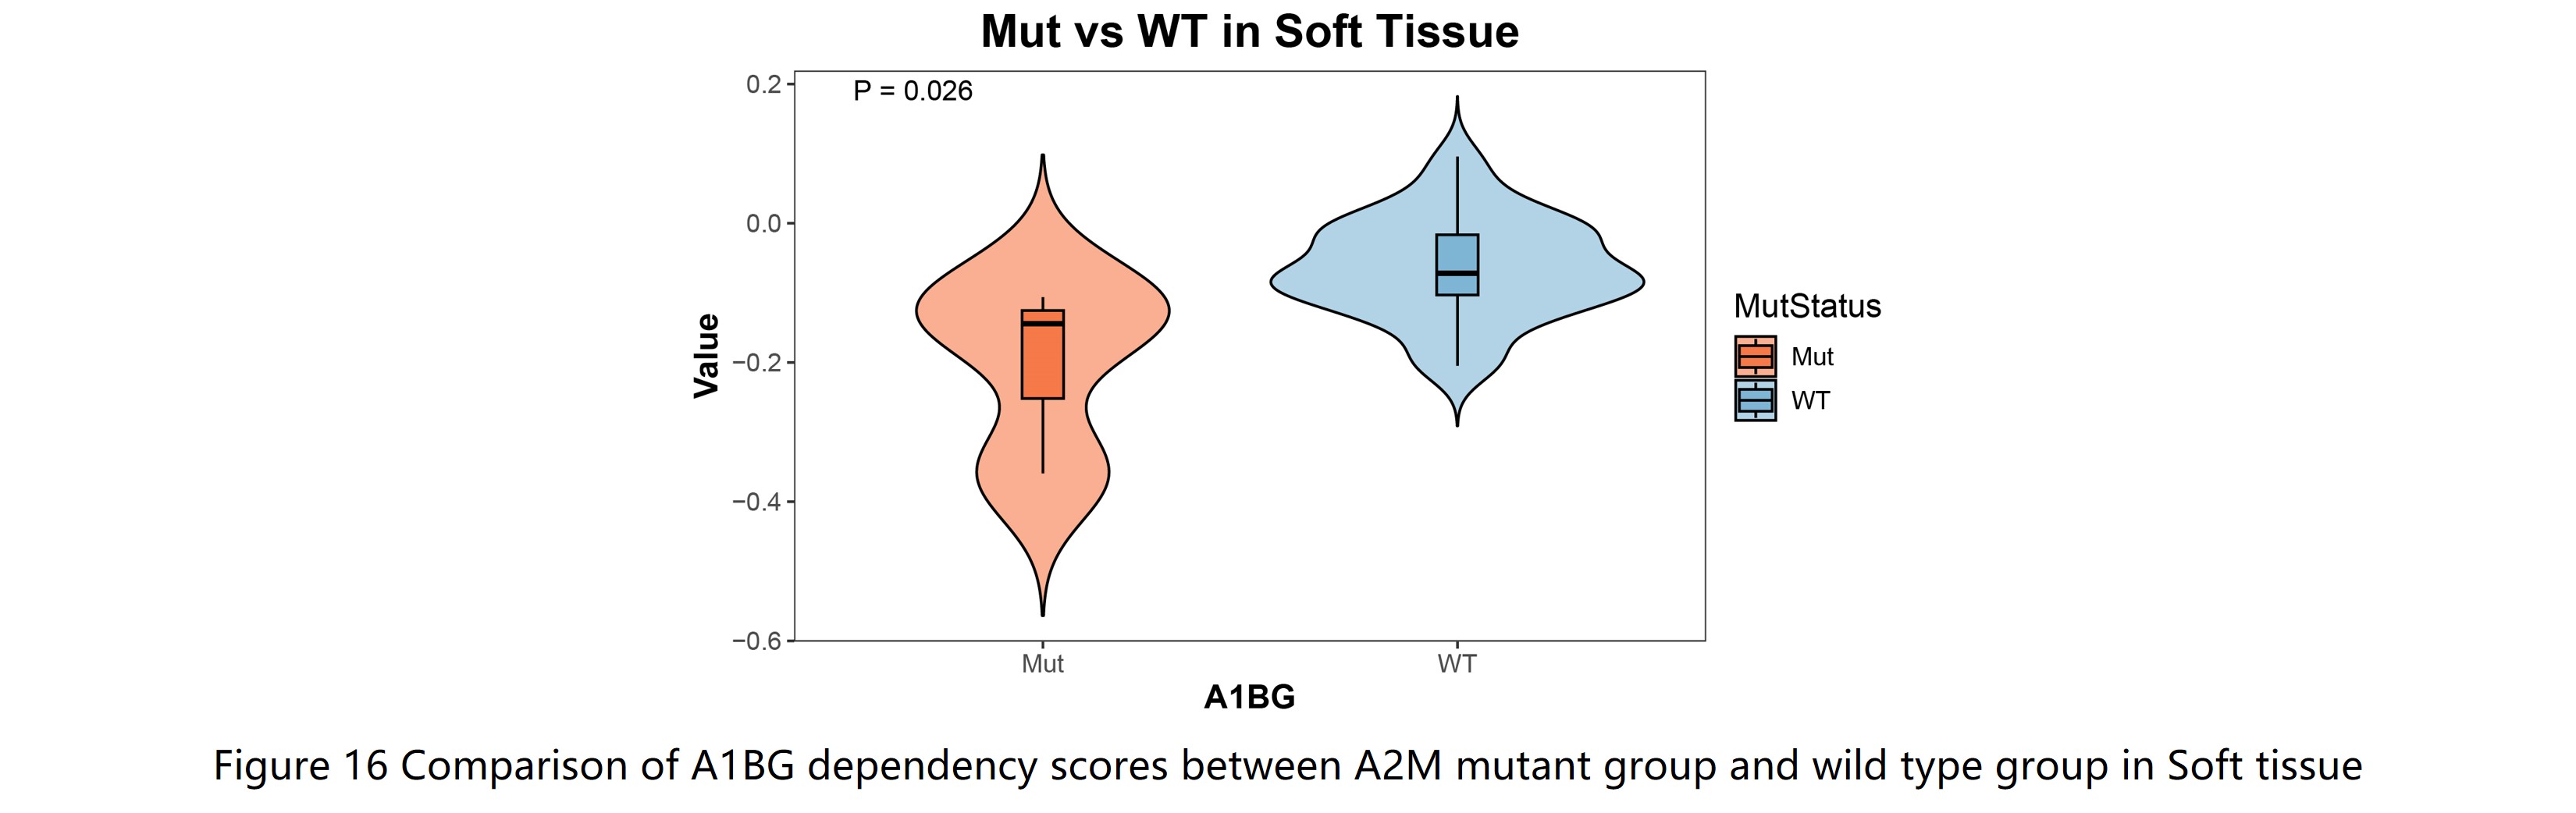 Mut vs WT in Soft Tissue
P = 0.026
0.2
0.0
−0.2
−0.4
−0.6
Value
Mut
WT
A1BG
MutStatus
Mut
WT
Figure 16 Comparison of A1BG dependency scores between A2M mutant group and wild type group in Soft tissue